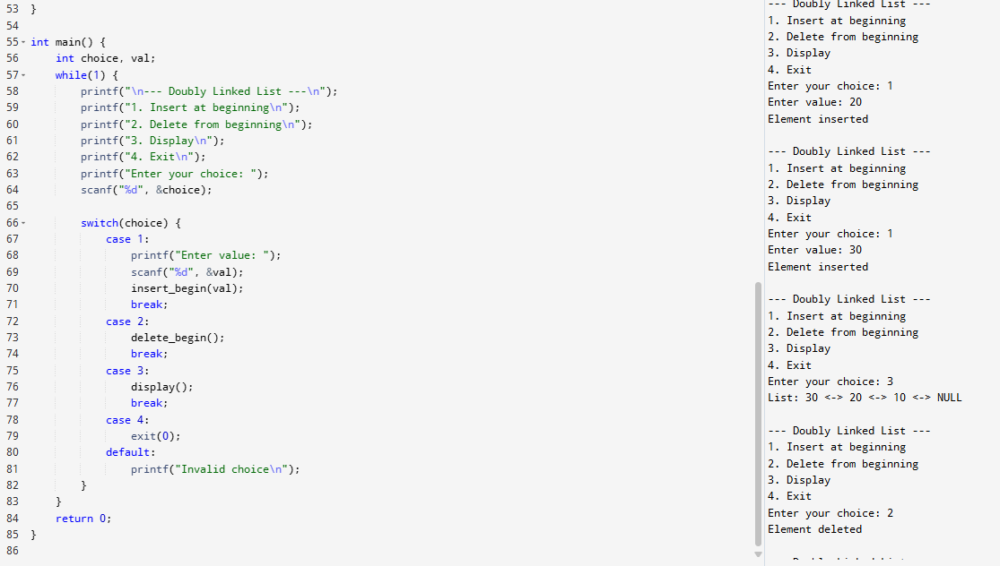 53 }
54
55 int main() {
56     int choice, val;
57     while(1) {
58         printf("\n--- Doubly Linked List ---\n");
59         printf("1. Insert at beginning\n");
60         printf("2. Delete from beginning\n");
61         printf("3. Display\n");
62         printf("4. Exit\n");
63         printf("Enter your choice: ");
64         scanf("%d", &choice);
65
66         switch(choice) {
67             case 1:
68                 printf("Enter value: ");
69                 scanf("%d", &val);
70                 insert_begin(val);
71                 break;
72             case 2:
73                 delete_begin();
74                 break;
75             case 3:
76                 display();
77                 break;
78             case 4:
79                 exit(0);
80             default:
81                 printf("Invalid choice\n");
82         }
83     }
84     return 0;
85 }
86
--- Doubly Linked List ---
1. Insert at beginning
2. Delete from beginning
3. Display
4. Exit
Enter your choice: 1
Enter value: 20
Element inserted

--- Doubly Linked List ---
1. Insert at beginning
2. Delete from beginning
3. Display
4. Exit
Enter your choice: 1
Enter value: 30
Element inserted

--- Doubly Linked List ---
1. Insert at beginning
2. Delete from beginning
3. Display
4. Exit
Enter your choice: 3
List: 30 <-> 20 <-> 10 <-> NULL

--- Doubly Linked List ---
1. Insert at beginning
2. Delete from beginning
3. Display
4. Exit
Enter your choice: 2
Element deleted